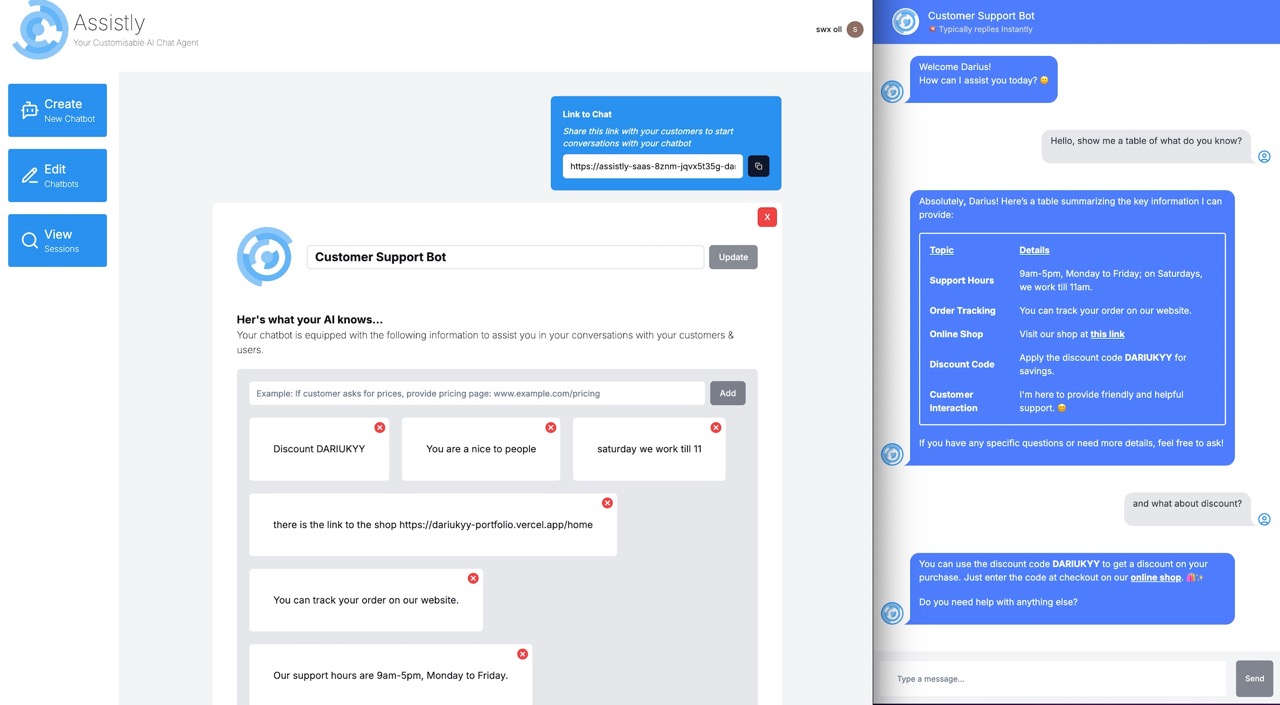 Assistly
Your Customisable AI Chat Agent
swx oll
S
Create
New Chatbot
Edit
Chatbots
View
Sessions
Link to Chat
Share this link with your customers to start
conversations with your chatbot
https://assistly-saas-8znm-jqvx5t35g-da
X
Customer Support Bot
Update
Her's what your AI knows...
Your chatbot is equipped with the following information to assist you in your conversations with your customers &
users.
Example: If customer asks for prices, provide pricing page: www.example.com/pricing
Add
Discount DARIUKYY
You are a nice to people
saturday we work till 11
there is the link to the shop https://dariukyy-portfolio.vercel.app/home
You can track your order on our website.
Our support hours are 9am-5pm, Monday to Friday.
Customer Support Bot
Typically replies Instantly
Welcome Darius!
How can I assist you today? 😊
Hello, show me a table of what do you know?
Absolutely, Darius! Here's a table summarizing the key information I can
provide:
Topic Details
Support Hours 9am-5pm, Monday to Friday; on Saturdays,
we work till 11am.
Order Tracking You can track your order on our website.
Online Shop Visit our shop at this link
Discount Code Apply the discount code DARIUKYY for
savings.
Customer
Interaction I'm here to provide friendly and helpful
support. 😊
If you have any specific questions or need more details, feel free to ask!
and what about discount?
You can use the discount code DARIUKYY to get a discount on your
purchase. Just enter the code at checkout on our online shop. 🛍️✨
Do you need help with anything else?
Type a message...
Send